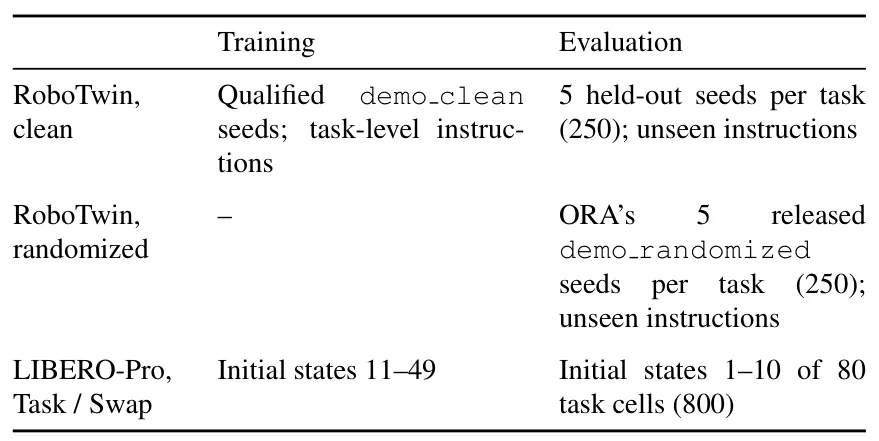 Training Evaluation
RoboTwin, Qualified demo_clean 5 held-out seeds per task
clean seeds; task-level instruc- (250); unseen instructions
tions
RoboTwin, – ORA's 5 released
randomized demo_randomized
seeds per task (250);
unseen instructions
LIBERO-Pro, Initial states 11–49 Initial states 1–10 of 80
Task / Swap task cells (800)